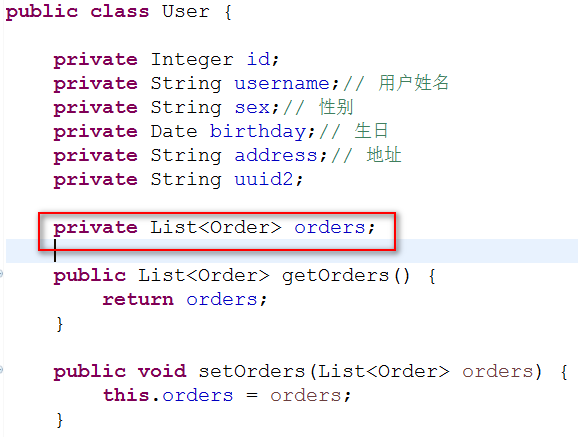 public class User {
private Integer id;
private String username;// 用户姓名
private String sex;// 性别
private Date birthday;// 生日
private String address;// 地址
private String uuid2;
private List<Order> orders;
public List<Order> getOrders() {
return orders;
}
public void setOrders(List<Order> orders) {
this.orders = orders;
}